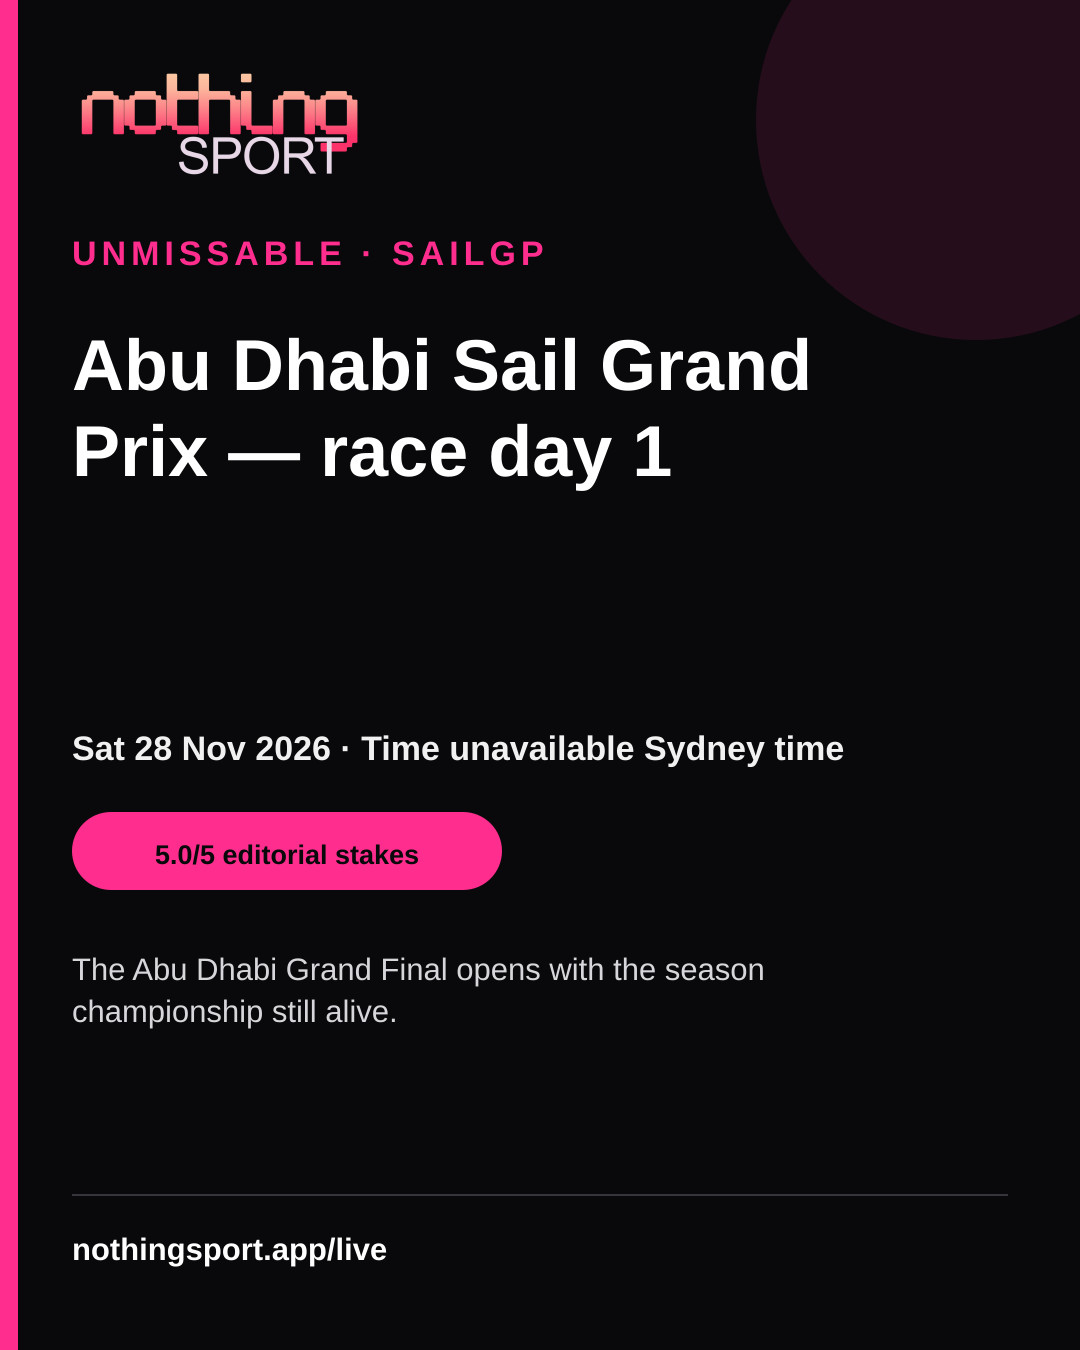 nothing
SPORT
UNMISSABLE · SAILGP
Abu Dhabi Sail Grand
Prix — race day 1
Sat 28 Nov 2026 · Time unavailable Sydney time
5.0/5 editorial stakes
The Abu Dhabi Grand Final opens with the season
championship still alive.
nothingsport.app/live